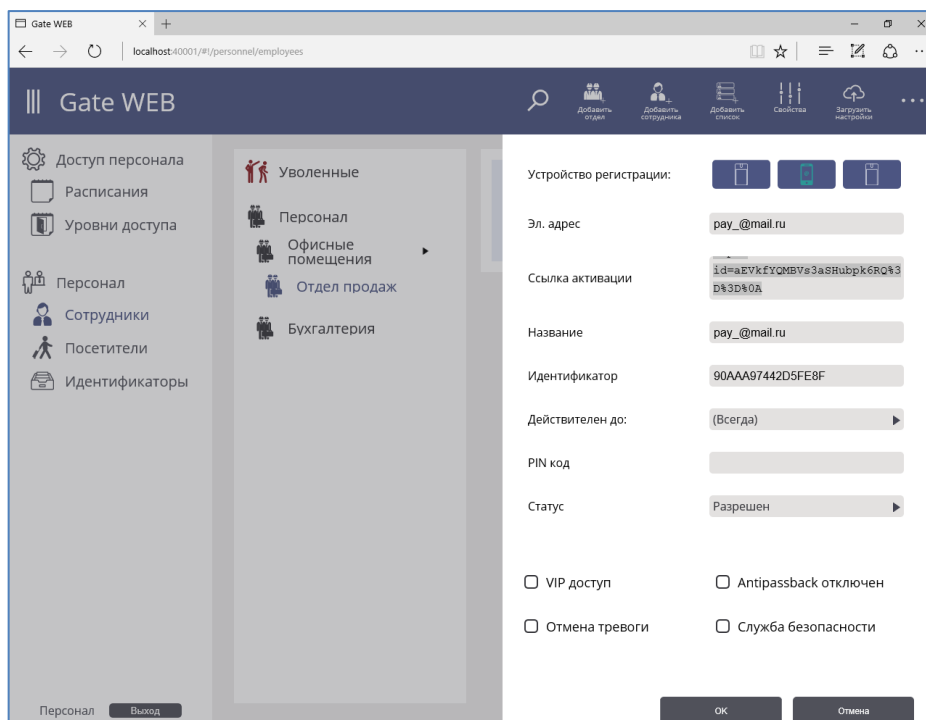 Gate WEB
localhost:40001/#!/personnel/employees
Gate WEB
Добавить отдел
Добавить сотрудника
Добавить список
Свойства
Загрузить настройки
Доступ персонала
Расписания
Уровни доступа
Персонал
Сотрудники
Посетители
Идентификаторы
Уволенные
Персонал
Офисные
помещения
Отдел продаж
Бухгалтерия
Устройство регистрации:
Эл. адрес pay_@mail.ru
Ссылка активации
id=aEVkfYQMBVs3aSHubpk6RQ%3
D%3D%0A
Название pay_@mail.ru
Идентификатор 90AAA97442D5FE8F
Действителен до: (Всегда)
PIN код
Статус Разрешен
VIP доступ Antipassback отключен
Отмена тревоги Служба безопасности
Персонал Выход
OK Отмена